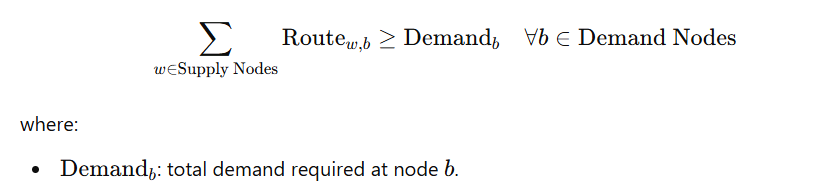 ∑ Route_{w,b} ≥ Demand_b ∀b ∈ Demand Nodes
w∈Supply Nodes
where:
• Demand_b: total demand required at node b.